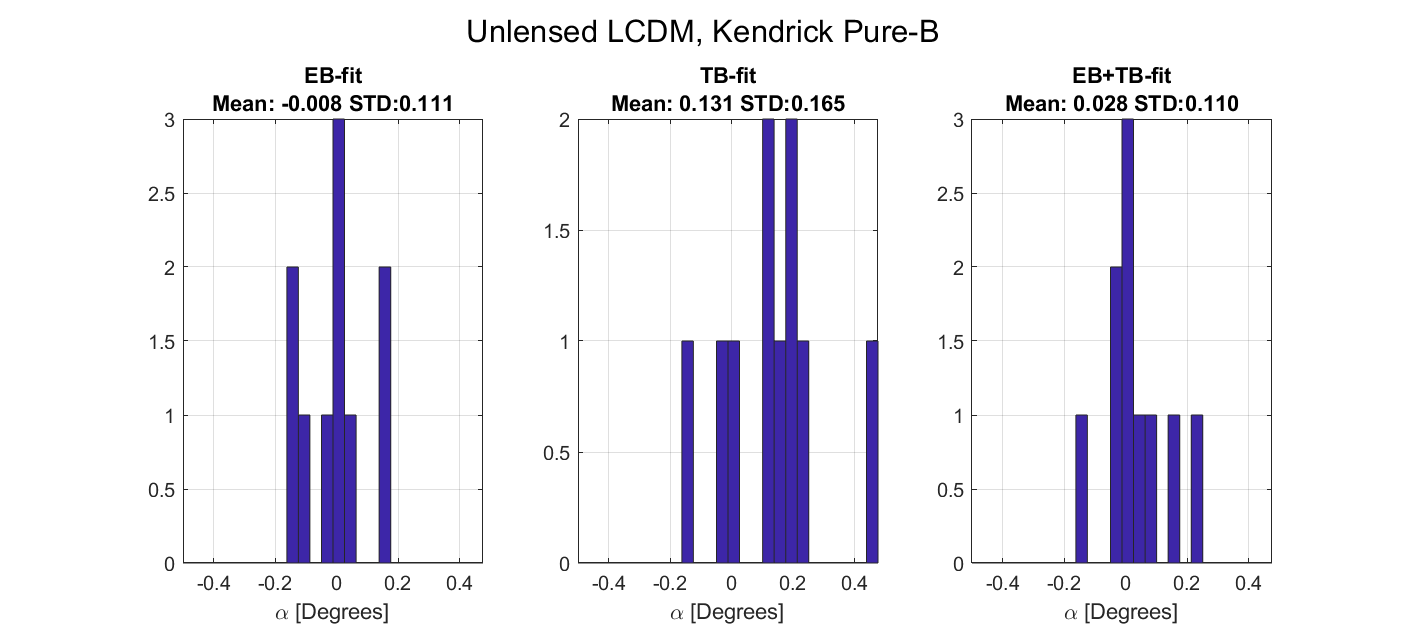 Unlensed LCDM, Kendrick Pure-B
EB-fit
Mean: -0.008 STD:0.111
3
2.5
2
1.5
1
0.5
0
-0.4 -0.2 0 0.2 0.4
α [Degrees]
TB-fit
Mean: 0.131 STD:0.165
2
1.5
1
0.5
0
-0.4 -0.2 0 0.2 0.4
α [Degrees]
EB+TB-fit
Mean: 0.028 STD:0.110
3
2.5
2
1.5
1
0.5
0
-0.4 -0.2 0 0.2 0.4
α [Degrees]